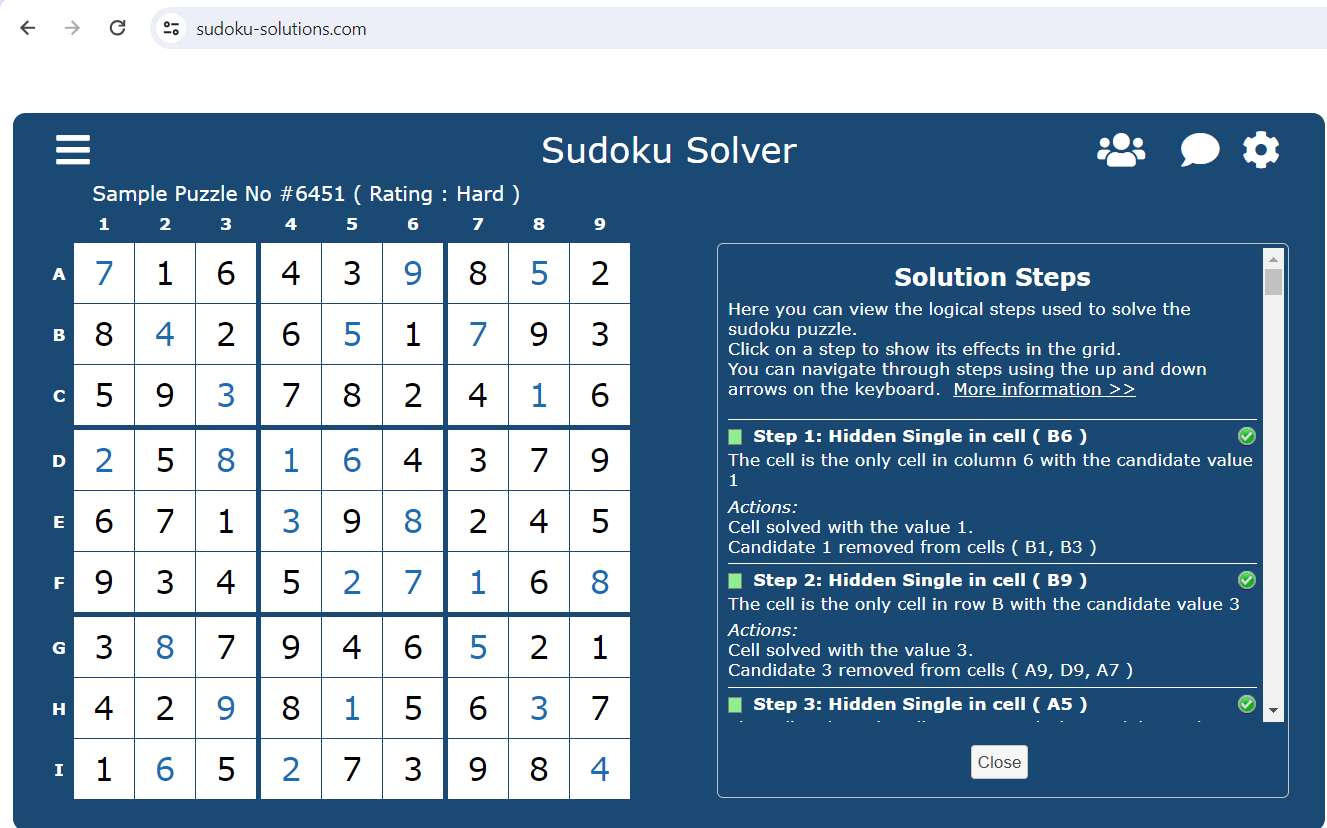 sudoku-solutions.com
Sudoku Solver
Sample Puzzle No #6451 ( Rating : Hard )
1 2 3 4 5 6 7 8 9
A 7 1 6 4 3 9 8 5 2
B 8 4 2 6 5 1 7 9 3
C 5 9 3 7 8 2 4 1 6
D 2 5 8 1 6 4 3 7 9
E 6 7 1 3 9 8 2 4 5
F 9 3 4 5 2 7 1 6 8
G 3 8 7 9 4 6 5 2 1
H 4 2 9 8 1 5 6 3 7
I 1 6 5 2 7 3 9 8 4
Solution Steps
Here you can view the logical steps used to solve the
sudoku puzzle.
Click on a step to show its effects in the grid.
You can navigate through steps using the up and down
arrows on the keyboard. More information >>
Step 1: Hidden Single in cell ( B6 )
The cell is the only cell in column 6 with the candidate value
1
Actions:
Cell solved with the value 1.
Candidate 1 removed from cells ( B1, B3 )
Step 2: Hidden Single in cell ( B9 )
The cell is the only cell in row B with the candidate value 3
Actions:
Cell solved with the value 3.
Candidate 3 removed from cells ( A9, D9, A7 )
Step 3: Hidden Single in cell ( A5 )
Close